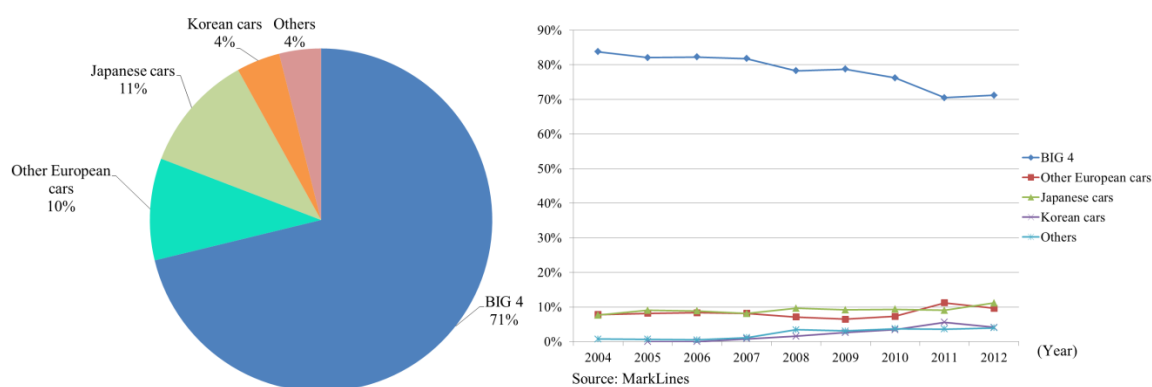 Korean cars
4%
Others
4%
Japanese cars
11%
Other European
cars
10%
BIG 4
71%
90%
80%
70%
60%
50%
40%
30%
20%
10%
0%
2004 2005 2006 2007 2008 2009 2010 2011 2012
(Year)
BIG 4
Other European cars
Japanese cars
Korean cars
Others
Source: MarkLines